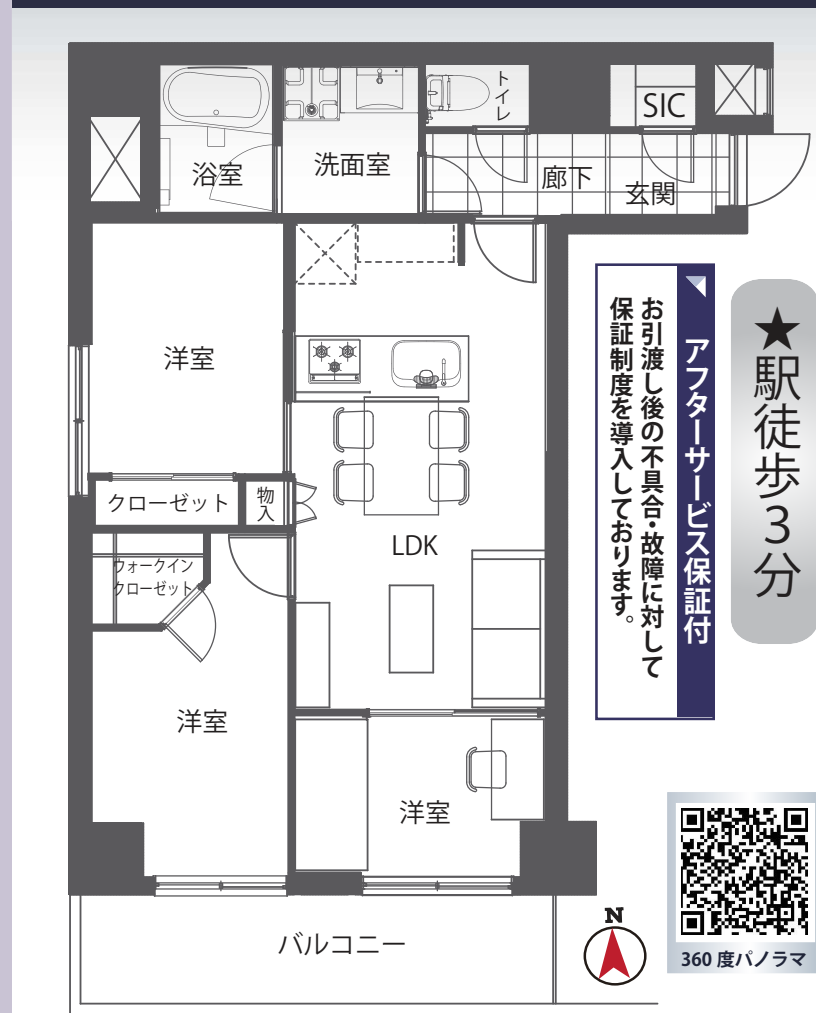 トイレ
SIC
浴室
洗面室
廊下
玄関
洋室
クローゼット
物入
ウォークイン
クローゼット
LDK
洋室
洋室
バルコニー
★駅徒歩3分
アフターサービス保証付
お引渡し後の不具合・故障に対して
保証制度を導入しております。
N
360度パノラマ